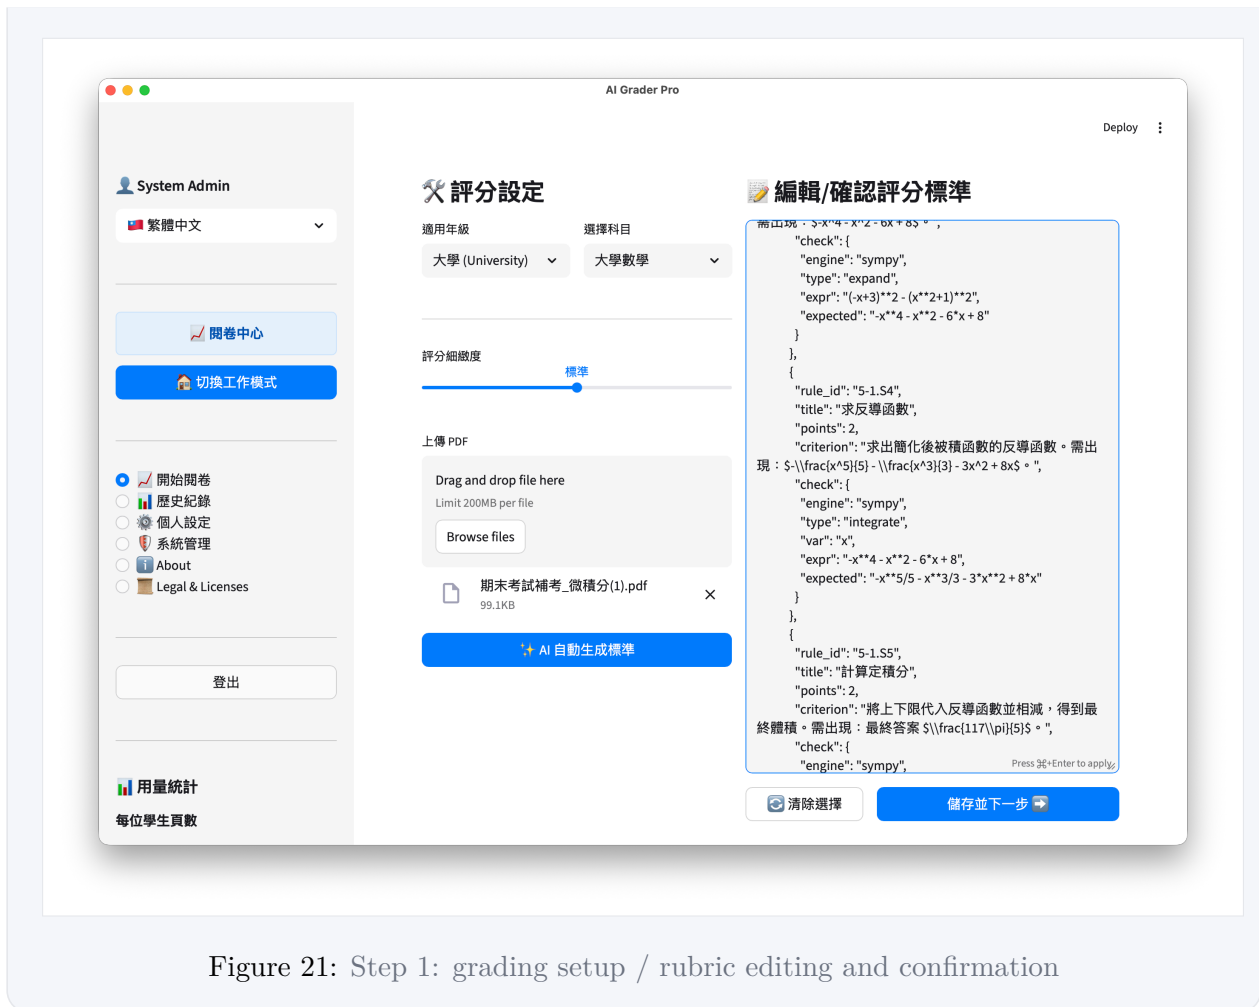 AI Grader Pro
Deploy
System Admin
繁體中文
閱卷中心
切換工作模式
開始閱卷
歷史紀錄
個人設定
系統管理
About
Legal & Licenses
登出
用量統計
每位學生頁數
評分設定
適用年級
選擇科目
大學 (University)
大學數學
評分細緻度
標準
上傳 PDF
Drag and drop file here
Limit 200MB per file
Browse files
期末考試補考_微積分(1).pdf
99.1KB
AI 自動生成標準
編輯/確認評分標準
需出現：$-x^4 - x^2 - 6x + 8$。",
"check": {
"engine": "sympy",
"type": "expand",
"expr": "(-x+3)**2 - (x**2+1)**2",
"expected": "-x**4 - x**2 - 6*x + 8"
}
},
{
"rule_id": "5-1.S4",
"title": "求反導函數",
"points": 2,
"criterion": "求出簡化後被積函數的反導函數。需出
現：$-\\frac{x^5}{5} - \\frac{x^3}{3} - 3x^2 + 8x$。",
"check": {
"engine": "sympy",
"type": "integrate",
"var": "x",
"expr": "-x**4 - x**2 - 6*x + 8",
"expected": "-x**5/5 - x**3/3 - 3*x**2 + 8*x"
}
},
{
"rule_id": "5-1.S5",
"title": "計算定積分",
"points": 2,
"criterion": "將上下限代入反導函數並相減，得到最
終體積。需出現：最終答案 $\\frac{117\\pi}{5}$。",
"check": {
"engine": "sympy",
Press ⌘+Enter to apply
清除選擇
儲存並下一步
Figure 21: Step 1: grading setup / rubric editing and confirmation